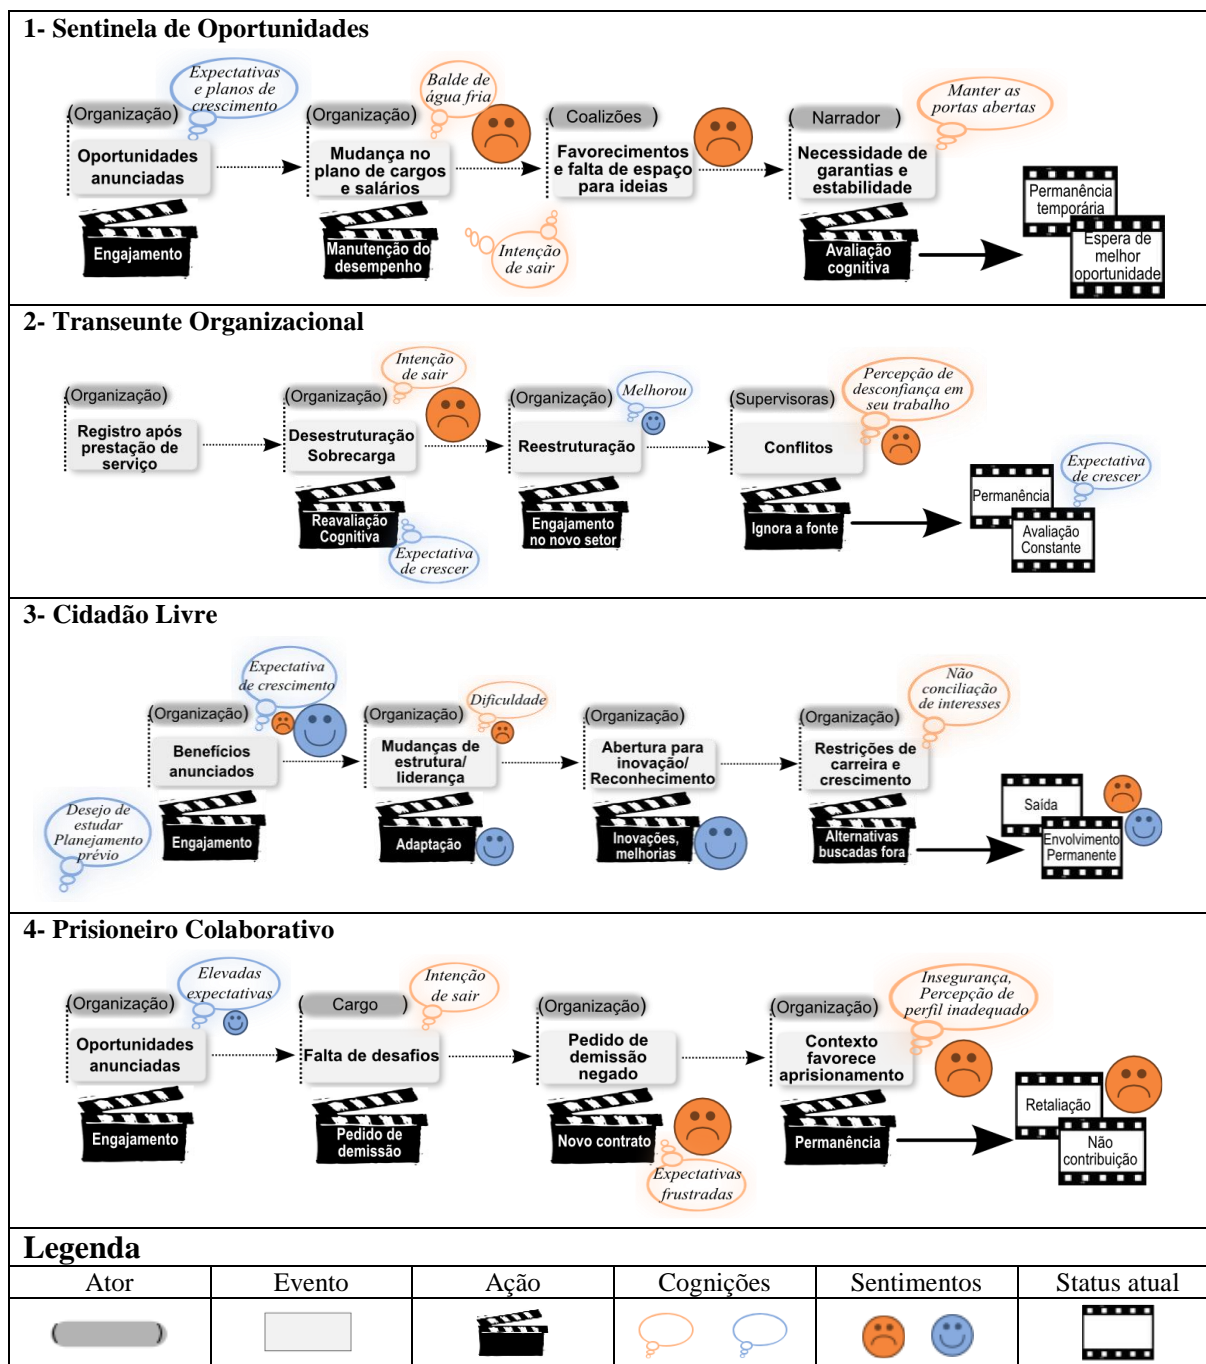 1- Sentinela de Oportunidades
Expectativas
e planos de
crescimento
Balde de
água fria
Manter as
portas abertas
(Organização)
(Organização)
( Coalizões )
( Narrador )
Oportunidades
anunciadas
Mudança no
plano de cargos
e salários
Favorecimentos
e falta de espaço
para ideias
Necessidade de
garantias e
estabilidade
Engajamento
Manutenção do
desempenho
Intenção
de sair
Avaliação
cognitiva
Permanência
temporária
Espera de
melhor
oportunidade
2- Transeunte Organizacional
Intenção
de sair
Melhorou
Percepção de
desconfiança em
seu trabalho
(Organização)
(Organização)
(Organização)
(Supervisoras)
Registro após
prestação de
serviço
Desestruturação
Sobrecarga
Reestruturação
Conflitos
Reavaliação
Cognitiva
Expectativa
de crescer
Engajamento
no novo setor
Ignora a fonte
Permanência
Avaliação
Constante
Expectativa
de crescer
3- Cidadão Livre
Expectativa
de crescimento
Dificuldade
Não
conciliação
de interesses
(Organização)
(Organização)
(Organização)
(Organização)
Benefícios
anunciados
Mudanças de
estrutura/
liderança
Abertura para
inovação/
Reconhecimento
Restrições de
carreira e
crescimento
Desejo de
estudar
Planejamento
prévio
Engajamento
Adaptação
Inovações,
melhorias
Alternativas
buscadas fora
Saída
Envolvimento
Permanente
4- Prisioneiro Colaborativo
Elevadas
expectativas
Intenção
de sair
Insegurança,
Percepção de
perfil inadequado
(Organização)
( Cargo )
(Organização)
(Organização)
Oportunidades
anunciadas
Falta de desafios
Pedido de
demissão
negado
Contexto
favorece
aprisionamento
Engajamento
Pedido de
demissão
Novo contrato
Expectativas
frustradas
Permanência
Retaliação
Não
contribuição
Legenda
Ator Evento Ação Cognições Sentimentos Status atual
( )